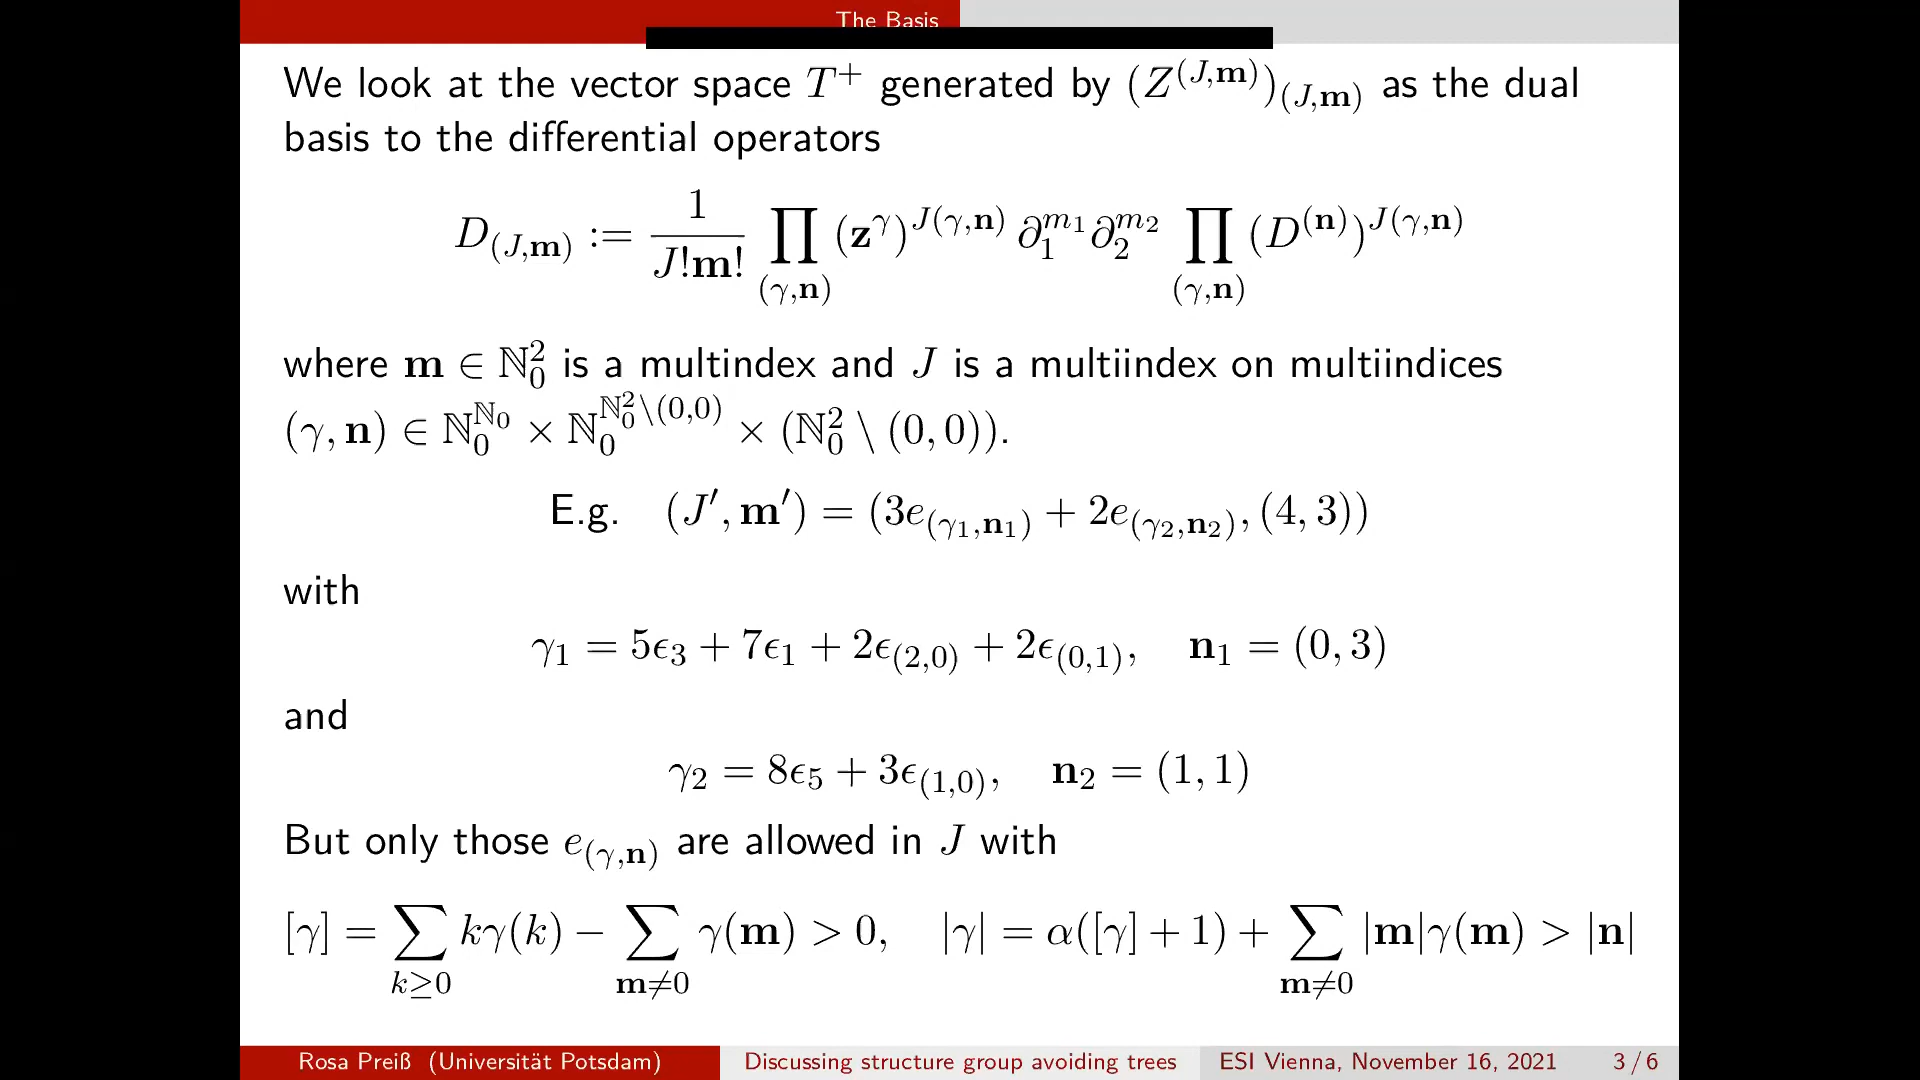 The Basis
We look at the vector space T⁺ generated by (Z^{(J,𝐦)})_{(J,𝐦)} as the dual
basis to the differential operators
D_{(J,𝐦)} := \frac{1}{J!𝐦!} ∏_{(γ,𝐧)} (𝐳^γ)^{J(γ,𝐧)} ∂_1^{m_1} ∂_2^{m_2} ∏_{(γ,𝐧)} (D^{(𝐧)})^{J(γ,𝐧)}
where 𝐦 ∈ ℕ_0^2 is a multindex and J is a multiindex on multiindices
(γ, 𝐧) ∈ ℕ_0^{ℕ_0} × ℕ_0^{ℕ_0^2∖(0,0)} × (ℕ_0^2 ∖ (0, 0)).
E.g. (J′, 𝐦′) = (3e_{(γ_1,𝐧_1)} + 2e_{(γ_2,𝐧_2)}, (4, 3))
with
γ_1 = 5ϵ_3 + 7ϵ_1 + 2ϵ_{(2,0)} + 2ϵ_{(0,1)}, 𝐧_1 = (0, 3)
and
γ_2 = 8ϵ_5 + 3ϵ_{(1,0)}, 𝐧_2 = (1, 1)
But only those e_{(γ,𝐧)} are allowed in J with
[γ] = ∑_{k≥0} kγ(k) − ∑_{𝐦≠0} γ(𝐦) > 0, |γ| = α([γ] + 1) + ∑_{𝐦≠0} |𝐦|γ(𝐦) > |𝐧|
Rosa Preiß (Universität Potsdam) Discussing structure group avoiding trees ESI Vienna, November 16, 2021 3 / 6